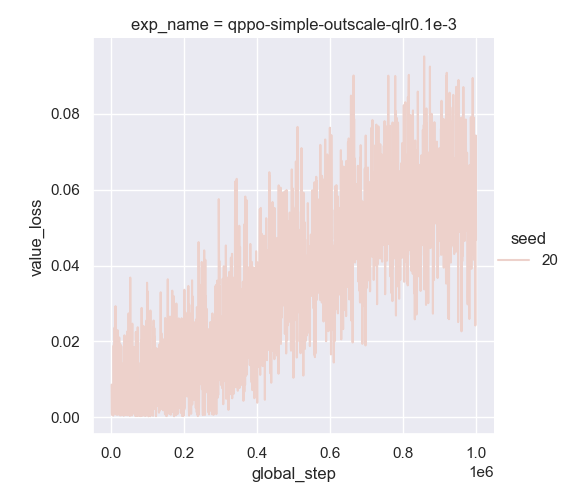 exp_name = qppo-simple-outscale-qlr0.1e-3
0.08
0.06
0.04
0.02
0.00
value_loss
seed
20
0.0 0.2 0.4 0.6 0.8 1.0
1e6
global_step